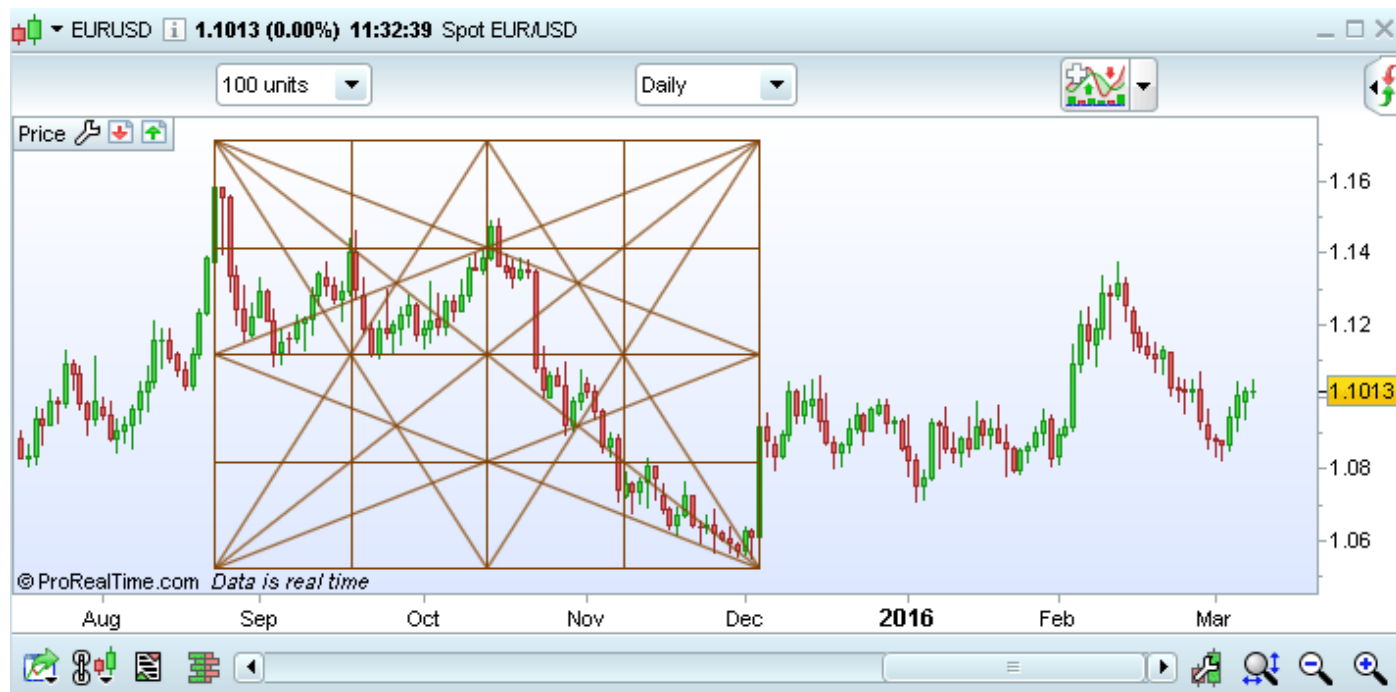 EURUSD 1.1013 (0.00%) 11:32:39 Spot EUR/USD
100 units Daily
Price
1.16
1.14
1.12
1.1013
1.08
1.06
© ProRealTime.com Data is real time
Aug Sep Oct Nov Dec 2016 Feb Mar